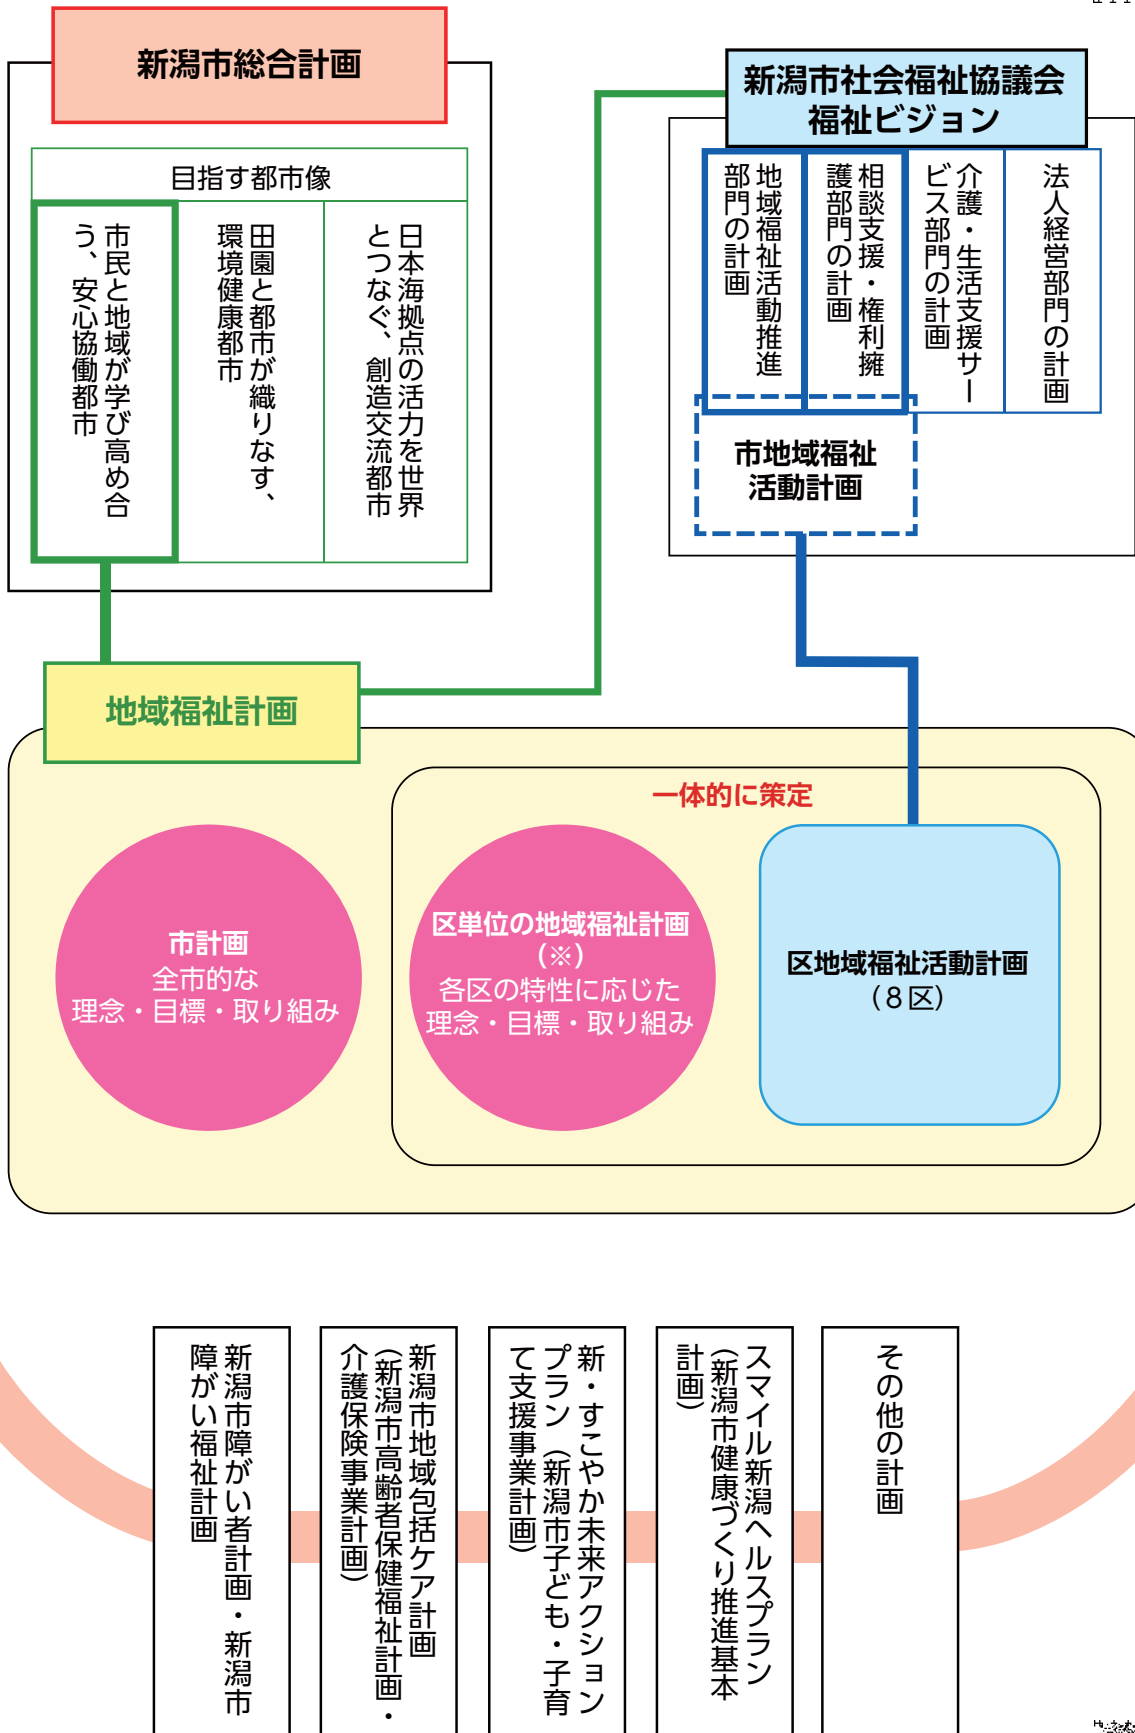 新潟市総合計画
目指す都市像
市民と地域が学び高め合
う、安心協働都市
田園と都市が織りなす、
環境健康都市
日本海拠点の活力を世界
とつなぐ、創造交流都市
新潟市社会福祉協議会
福祉ビジョン
地域福祉活動推進
部門の計画
相談支援・権利擁
護部門の計画
介護・生活支援サー
ビス部門の計画
法人経営部門の計画
市地域福祉
活動計画
地域福祉計画
一体的に策定
市計画
全市的な
理念・目標・取り組み
区単位の地域福祉計画
(※)
各区の特性に応じた
理念・目標・取り組み
区地域福祉活動計画
(8区)
新潟市障がい者計画・新潟市
障がい福祉計画
新潟市地域包括ケア計画
(新潟市高齢者保健福祉計画・
介護保険事業計画)
新・すこやか未来アクション
プラン(新潟市子ども・子育
て支援事業計画)
スマイル新潟ヘルスプラン
(新潟市健康づくり推進基本
計画)
その他の計画